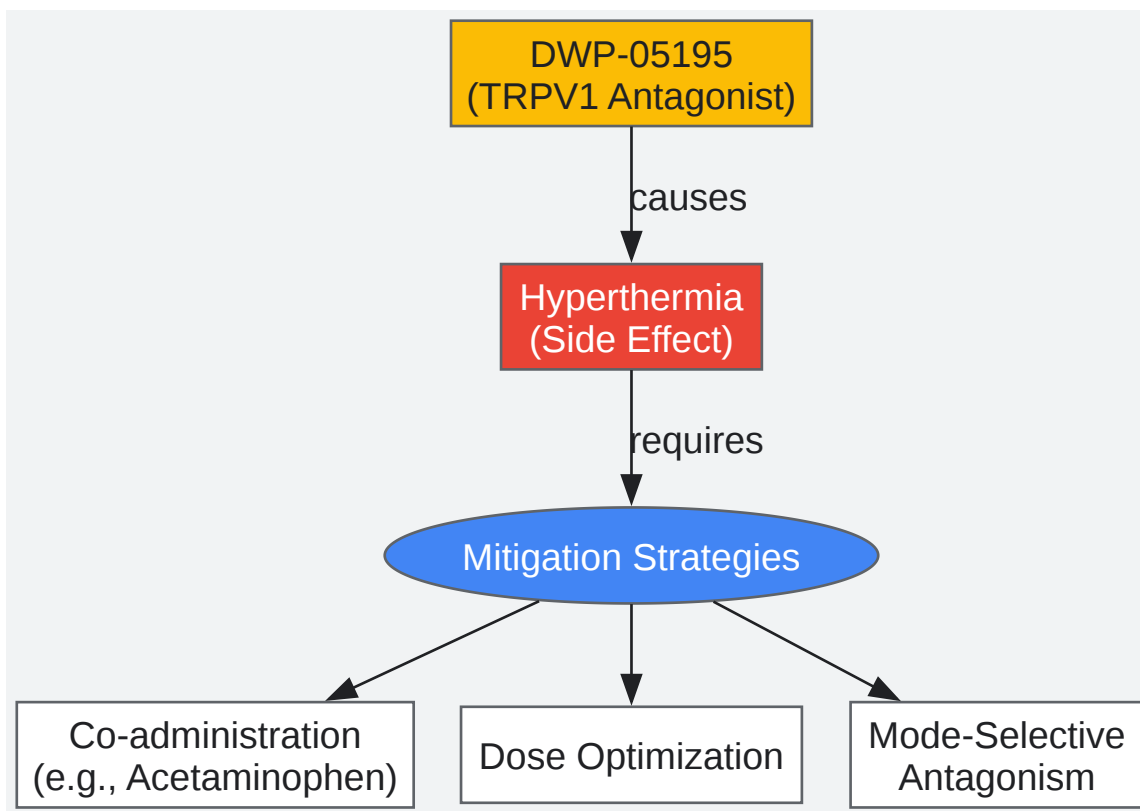 DWP-05195
(TRPV1 Antagonist)
causes
Hyperthermia
(Side Effect)
requires
Mitigation Strategies
Co-administration
(e.g., Acetaminophen)
Dose Optimization
Mode-Selective
Antagonism